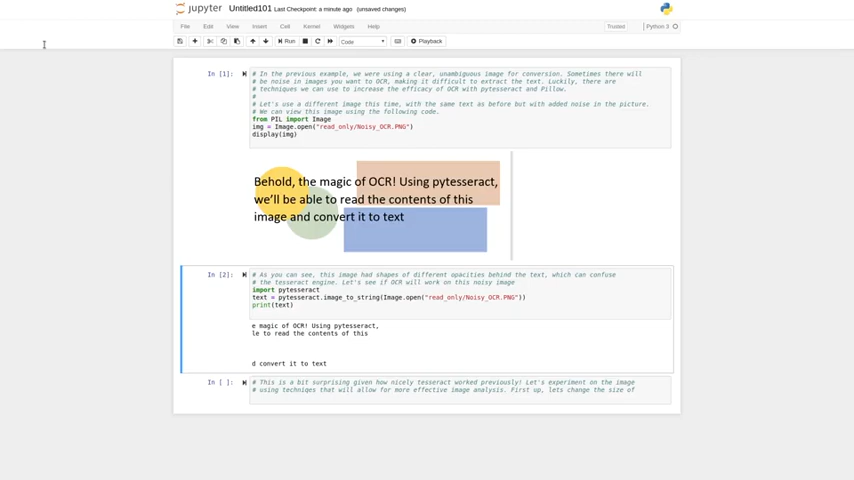 jupyter Untitled101 Last Checkpoint: a minute ago (unsaved changes)
File Edit View Insert Cell Kernel Widgets Help Trusted Python 3
Run Code Playback
In [1]:
# In the previous example, we were using a clear, unambiguous image for conversion. Sometimes there will
# be noise in images you want to OCR, making it difficult to extract the text. Luckily, there are
# techniques we can use to increase the efficacy of OCR with pytesseract and Pillow.
#
# Let's use a different image this time, with the same text as before but with added noise in the picture.
# We can view this image using the following code.
from PIL import Image
img = Image.open("read_only/Noisy_OCR.PNG")
display(img)
Behold, the magic of OCR! Using pytesseract,
we'll be able to read the contents of this
image and convert it to text
In [2]:
# As you can see, this image had shapes of different opacities behind the text, which can confuse
# the tesseract engine. Let's see if OCR will work on this noisy image
import pytesseract
text = pytesseract.image_to_string(Image.open("read_only/Noisy_OCR.PNG"))
print(text)
e magic of OCR! Using pytesseract,
le to read the contents of this
d convert it to text
In [ ]:
# This is a bit surprising given how nicely tesseract worked previously! Let's experiment on the image
# using techniqes that will allow for more effective image analysis. First up, lets change the size of